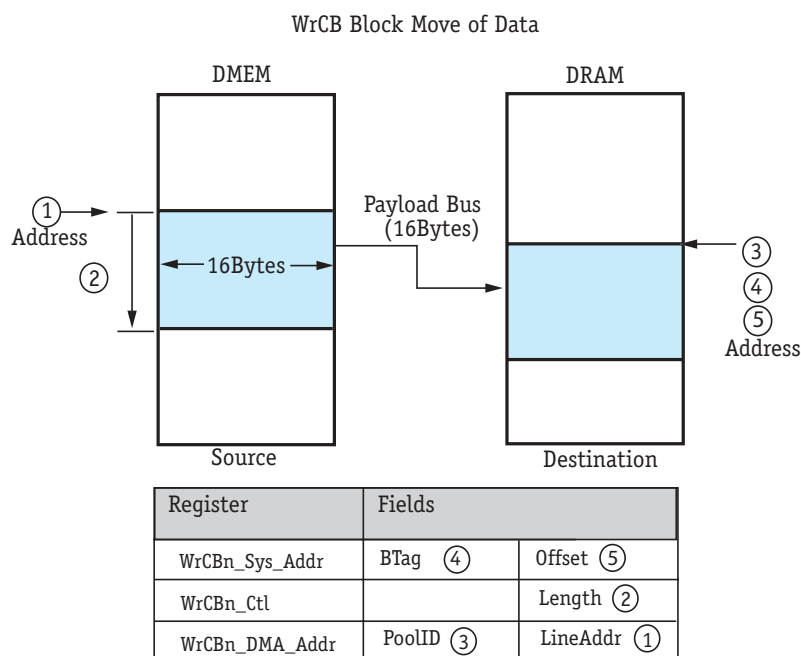 WrCB Block Move of Data
DMEM
DRAM
1
Address
2
16Bytes
Payload Bus
(16Bytes)
3
4
5
Address
Source
Destination
Register Fields
WrCBn_Sys_Addr BTag 4 Offset 5
WrCBn_Ctl Length 2
WrCBn_DMA_Addr PoolID 3 LineAddr 1